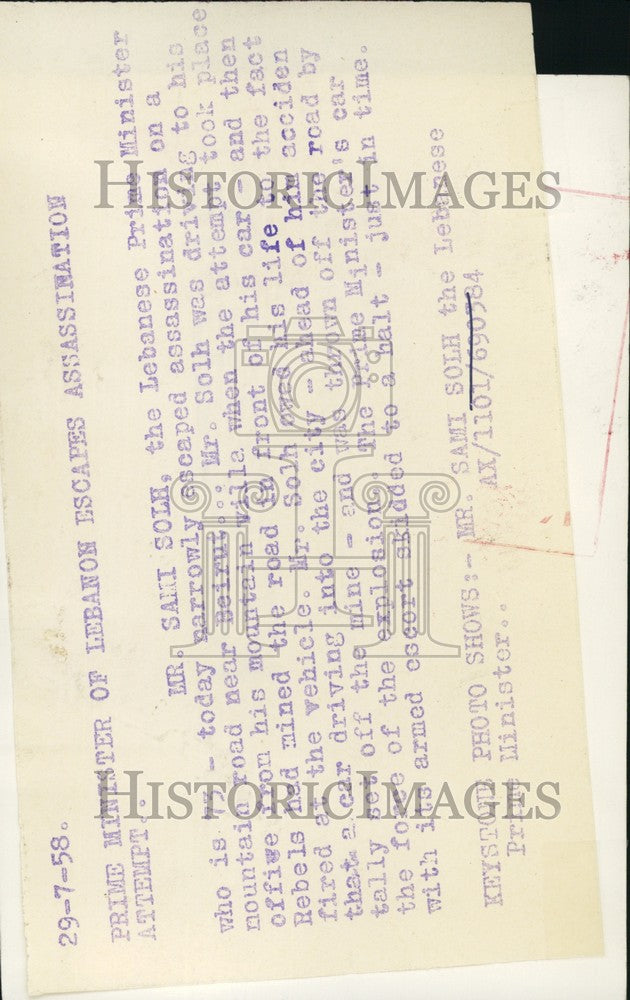 29-7-58.
PRIME MINISTER OF LEBANON ESCAPES ASSASSINATION
ATTEMPT..
MR. SAMI SOLH, the Lebanese Prime Minister
who is 75 - today narrowly escaped assassination on a
mountain road near Beirut... Mr. Solh was driving to his
office from his mountain villa when the attempt took place
Rebels had mined the road in front of his car - and then
fired at the vehicle. Mr. Solh owed his life to the fact
that a car driving into the city - ahead of him acciden
tally set off the mine - and was thrown off the road by
the force of the explosion. The Prime Minister's car
with its armed escort skidded to a halt - just in time.
KEYSTONE PHOTO SHOWS:- MR. SAMI SOLH the Lebanese
Prime Minister.. AX/1101/690584
HISTORIC IMAGES
HISTORIC IMAGES